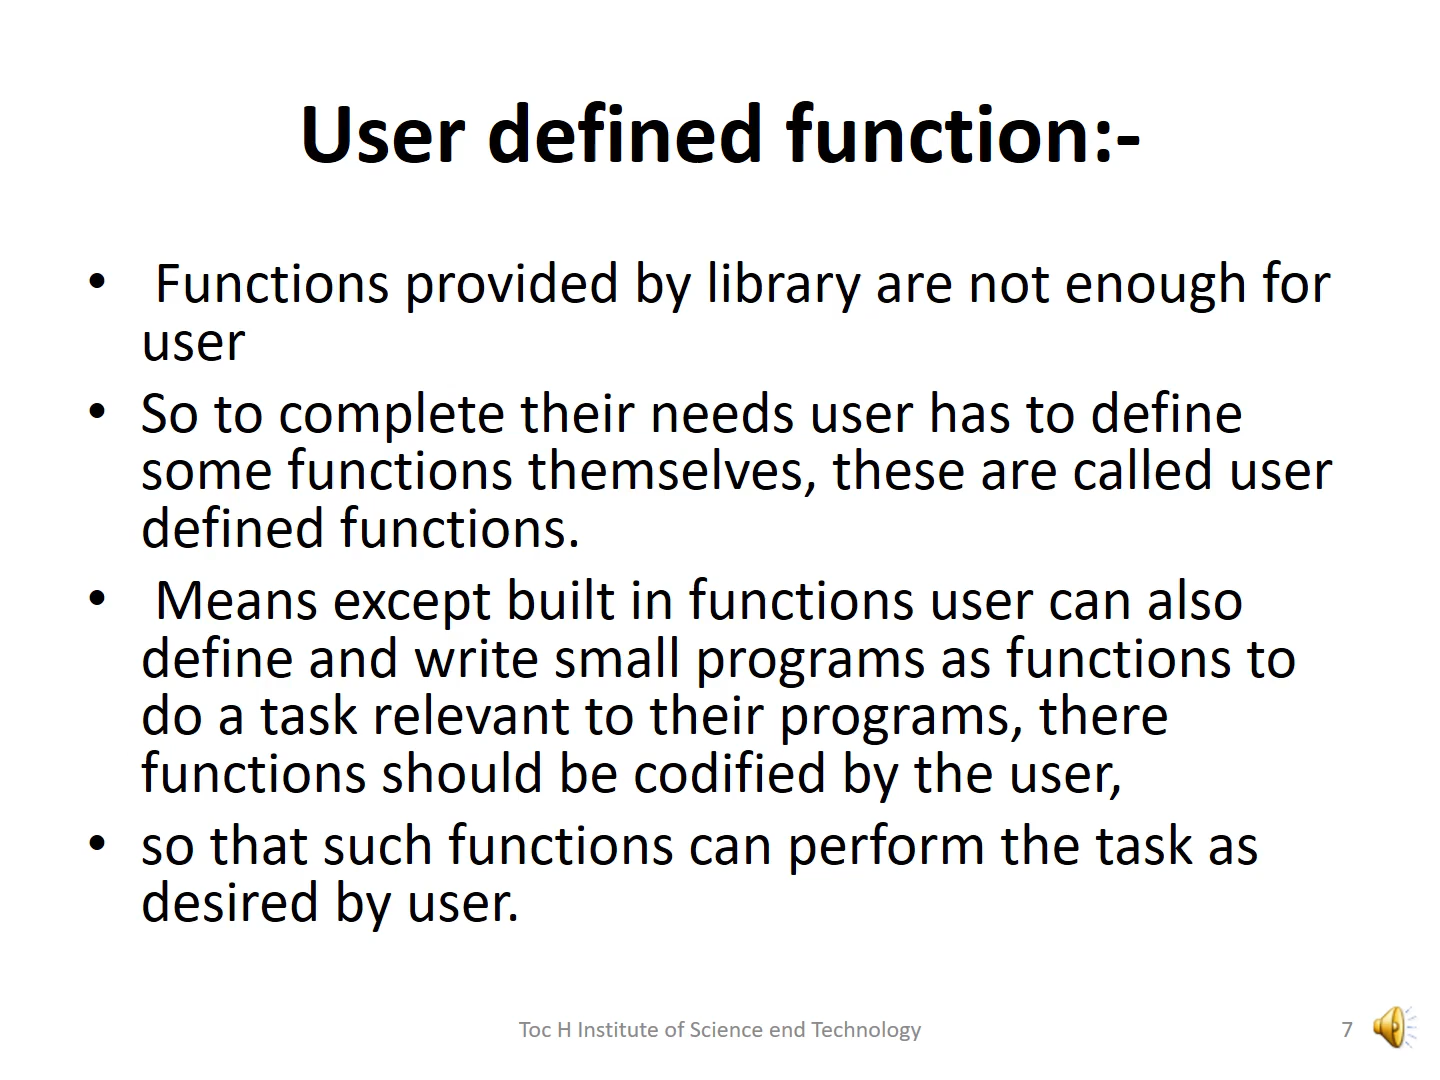 User defined function:-
• Functions provided by library are not enough for
user
• So to complete their needs user has to define
some functions themselves, these are called user
defined functions.
• Means except built in functions user can also
define and write small programs as functions to
do a task relevant to their programs, there
functions should be codified by the user,
• so that such functions can perform the task as
desired by user.
Toc H Institute of Science end Technology
7